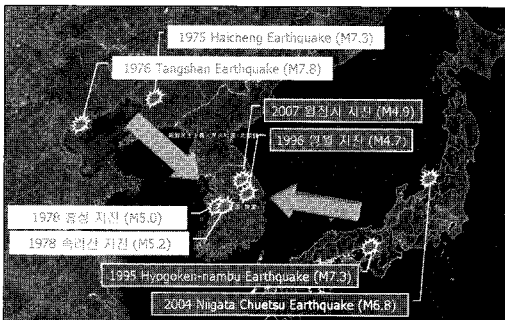 1975 Haicheng Earthquake (M7.3)
1976 Tangshan Earthquake (M7.8)
2007 지진 (M4.9)
1996 영월 지진 (M4.7)
1978 홍성 지진 (M5.0)
1978 속리산 지진 (M5.2)
1995 Hyogoken-nambu Earthquake (M7.3)
2004 Niigata Chuetsu Earthquake (M6.8)